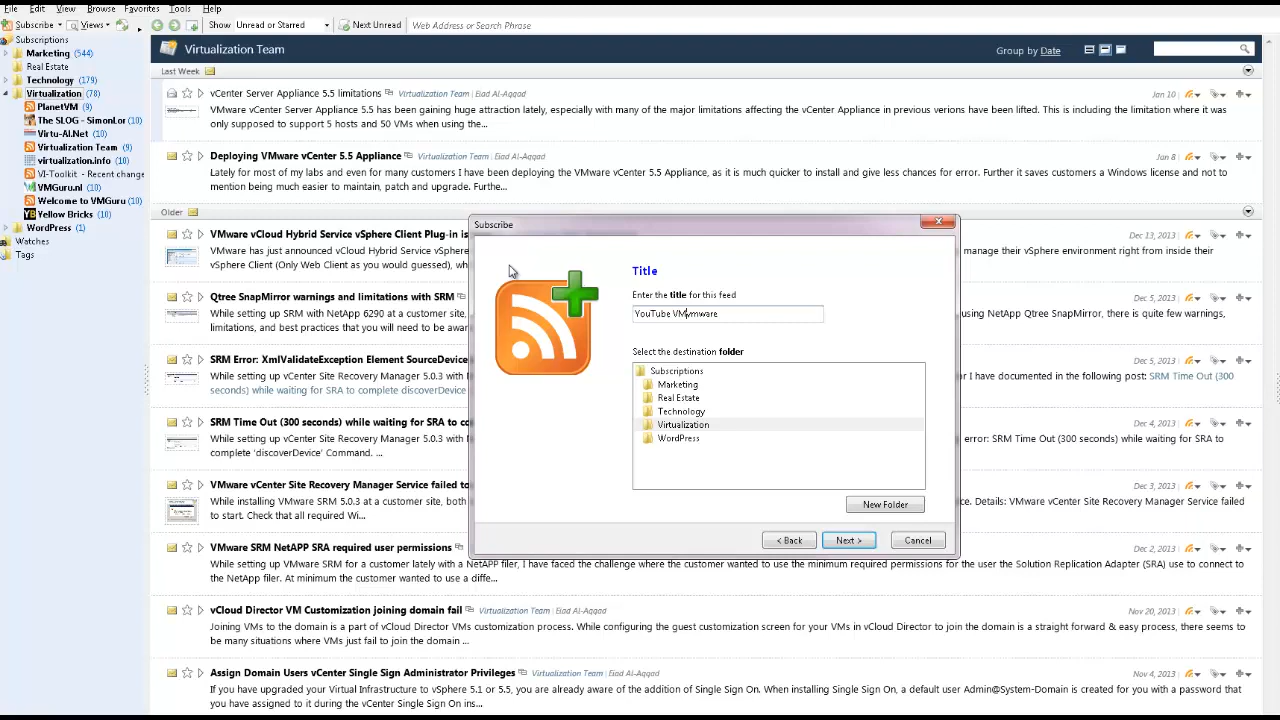 File Edit View Browse Favorites Tools Help
Subscribe Views Show Unread or Starred Next Unread Web Address or Search Phrase
Subscriptions
Marketing (544)
Real Estate
Technology (179)
Virtualization (78)
PlanetVM (9)
The SLOG - SimonLor (10)
Virtu-Al.Net (10)
Virtualization Team (9)
virtualization.info (10)
VI-Toolkit - Recent change
VMGuru.nl (10)
Welcome to VMGuru (10)
Yellow Bricks (10)
WordPress (1)
Watches
Tags
Virtualization Team
Group by Date
Last Week
vCenter Server Appliance 5.5 limitations Virtualization Team | Eiad Al-Aqqad Jan 10
VMware vCenter Server Appliance 5.5 has been gaining huge attraction lately, especially with many of the major limitations affecting the vCenter Appliance in previous verions have been lifted. This is including the limitation where it was
only supposed to support 5 hosts and 50 VMs when using the...
Deploying VMware vCenter 5.5 Appliance Virtualization Team | Eiad Al-Aqqad Jan 8
Lately for most of my labs and even for many customers I have been deploying the VMware vCenter 5.5 Appliance, as it is much quicker to install and give less chances for error. Further it saves customers a Windows license and not to
mention being much easier to maintain, patch and upgrade. Furthe...
Older
VMware vCloud Hybrid Service vSphere Client Plug-in is Dec 13, 2013
VMware has just announced vCloud Hybrid Service vSphere manage their vSphere environment right from inside their
vSphere Client (Only Web Client as you would guessed), wh
Qtree SnapMirror warnings and limitations with SRM Dec 5, 2013
While setting up SRM with NetApp 6290 at a customer site, using NetApp Qtree SnapMirror, there is quite few warnings,
limitations, and best practices that you will need to be awar
SRM Error: XmlValidateException Element SourceDevice Dec 5, 2013
While setting up vCenter Site Recovery Manager 5.0.3 with r I have documented in the following post: SRM Time Out (300
seconds) while waiting for SRA to complete discoverDevice
SRM Time Out (300 seconds) while waiting for SRA to co Dec 4, 2013
While setting up vCenter Site Recovery Manager 5.0.3 with error: SRM Time Out (300 seconds) while waiting for SRA to
complete 'discoverDevice' Command. ...
VMware vCenter Site Recovery Manager Service failed to Dec 3, 2013
While installing VMware SRM 5.0.3 at a customer site, both ce. Details: VMware vCenter Site Recovery Manager Service failed
to start. Check that all required Wi...
VMware SRM NetAPP SRA required user permissions Dec 2, 2013
While setting up VMware SRM for a customer lately with a NetAPP filer, I have faced the challenge where the customer wanted to use the minimum required permissions for the user the Solution Replication Adapter (SRA) use to connect to
the NetApp filer. At minimum the customer wanted to use a diffe...
vCloud Director VM Customization joining domain fail Virtualization Team | Eiad Al-Aqqad Nov 20, 2013
Joining VMs to the domain is a part of vCloud Director VMs customization process. While configuring the guest customization screen for your VMs in vCloud Director to join the domain is a straight forward & easy process, there seems to
be many situations where VMs just fail to join the domain ...
Assign Domain Users vCenter Single Sign Administrator Privileges Virtualization Team | Eiad Al-Aqqad Nov 4, 2013
If you have upgraded your Virtual Infrastructure to vSphere 5.1 or 5.5, you are already aware of the addition of Single Sign On. When installing Single Sign On, a default user Admin@System-Domain is created for you with a password that
you have assigned to it during the vCenter Single Sign On ins...
Subscribe
Title
Enter the title for this feed
YouTube VMvmware
Select the destination folder
Subscriptions
Marketing
Real Estate
Technology
Virtualization
WordPress
New Folder
< Back Next > Cancel